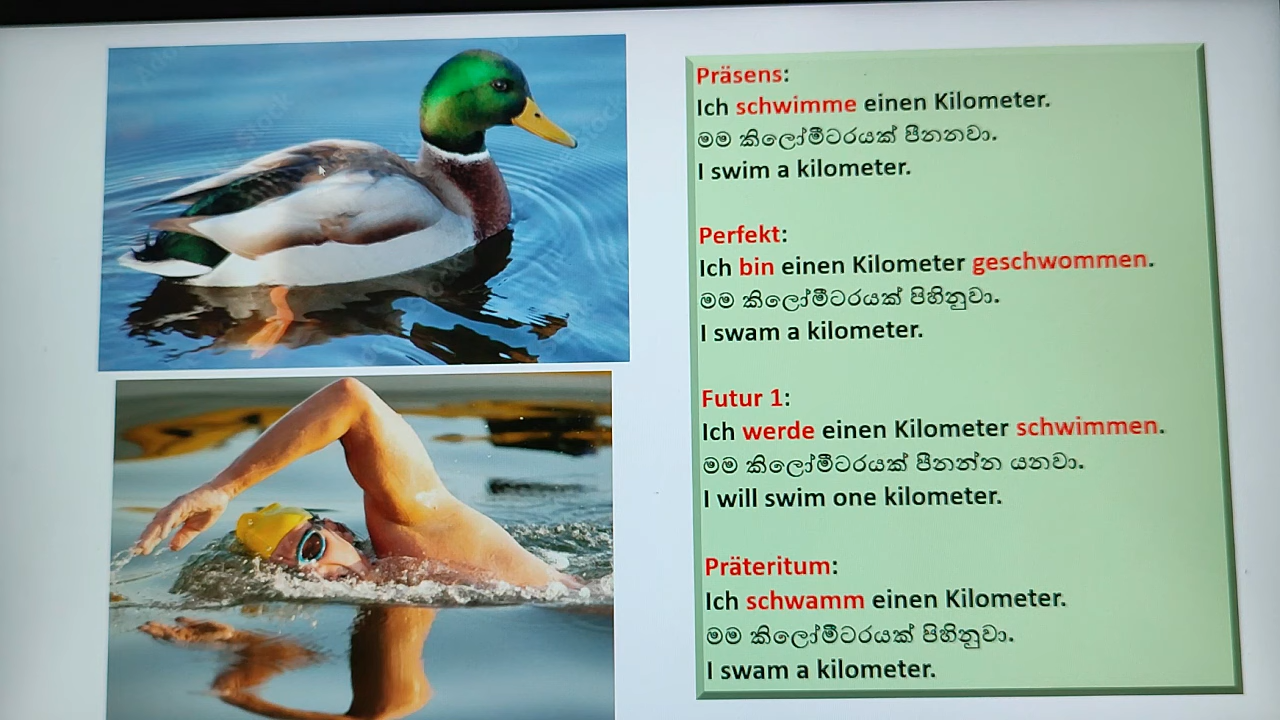 Präsens:
Ich schwimme einen Kilometer.
මම කිලෝමීටරයක් පීනනවා.
I swim a kilometer.
Perfekt:
Ich bin einen Kilometer geschwommen.
මම කිලෝමීටරයක් පිහිනුවා.
I swam a kilometer.
Futur 1:
Ich werde einen Kilometer schwimmen.
මම කිලෝමීටරයක් පීනන්න යනවා.
I will swim one kilometer.
Präteritum:
Ich schwamm einen Kilometer.
මම කිලෝමීටරයක් පිහිනුවා.
I swam a kilometer.